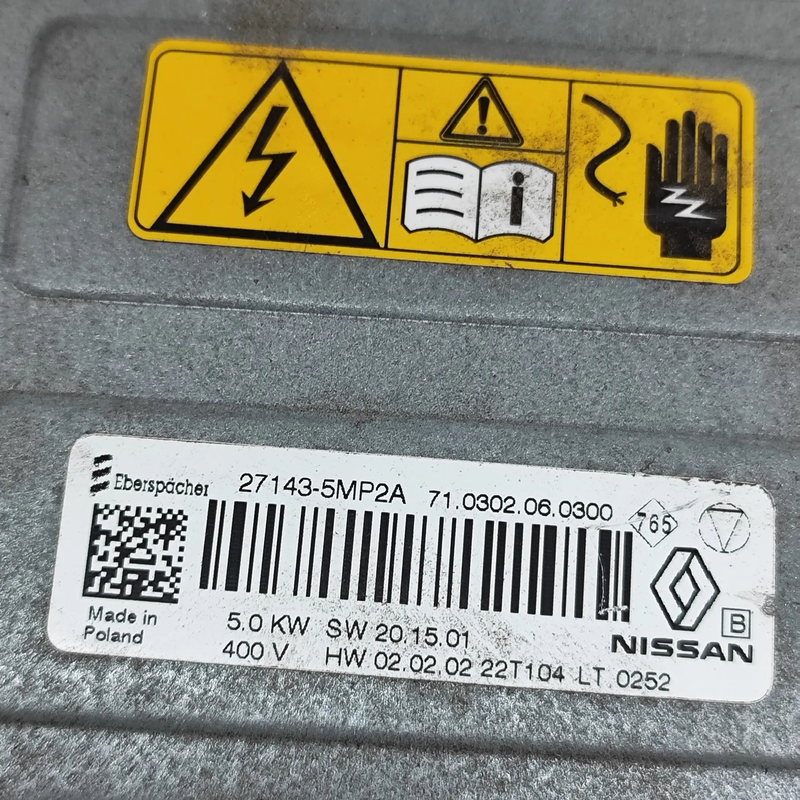 Eberspächer 27143-5MP2A 71.0302.06.0300 765
Made in
Poland
5.0 KW SW 20.15.01
400 V HW 02.02.02 22T104 LT 0252
B
NISSAN